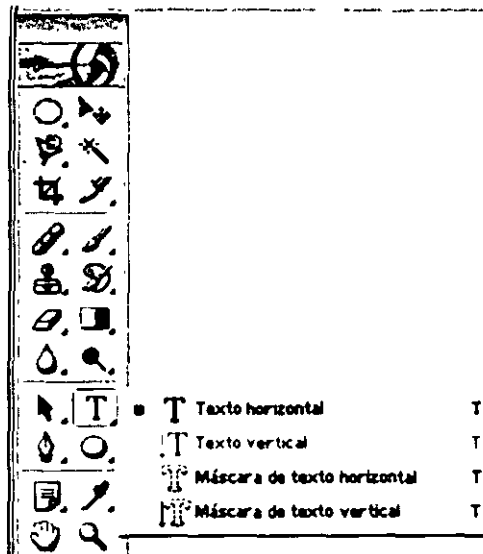 T Texto horizontal T
T Texto vertical T
T Máscara de texto horizontal T
T Máscara de texto vertical T